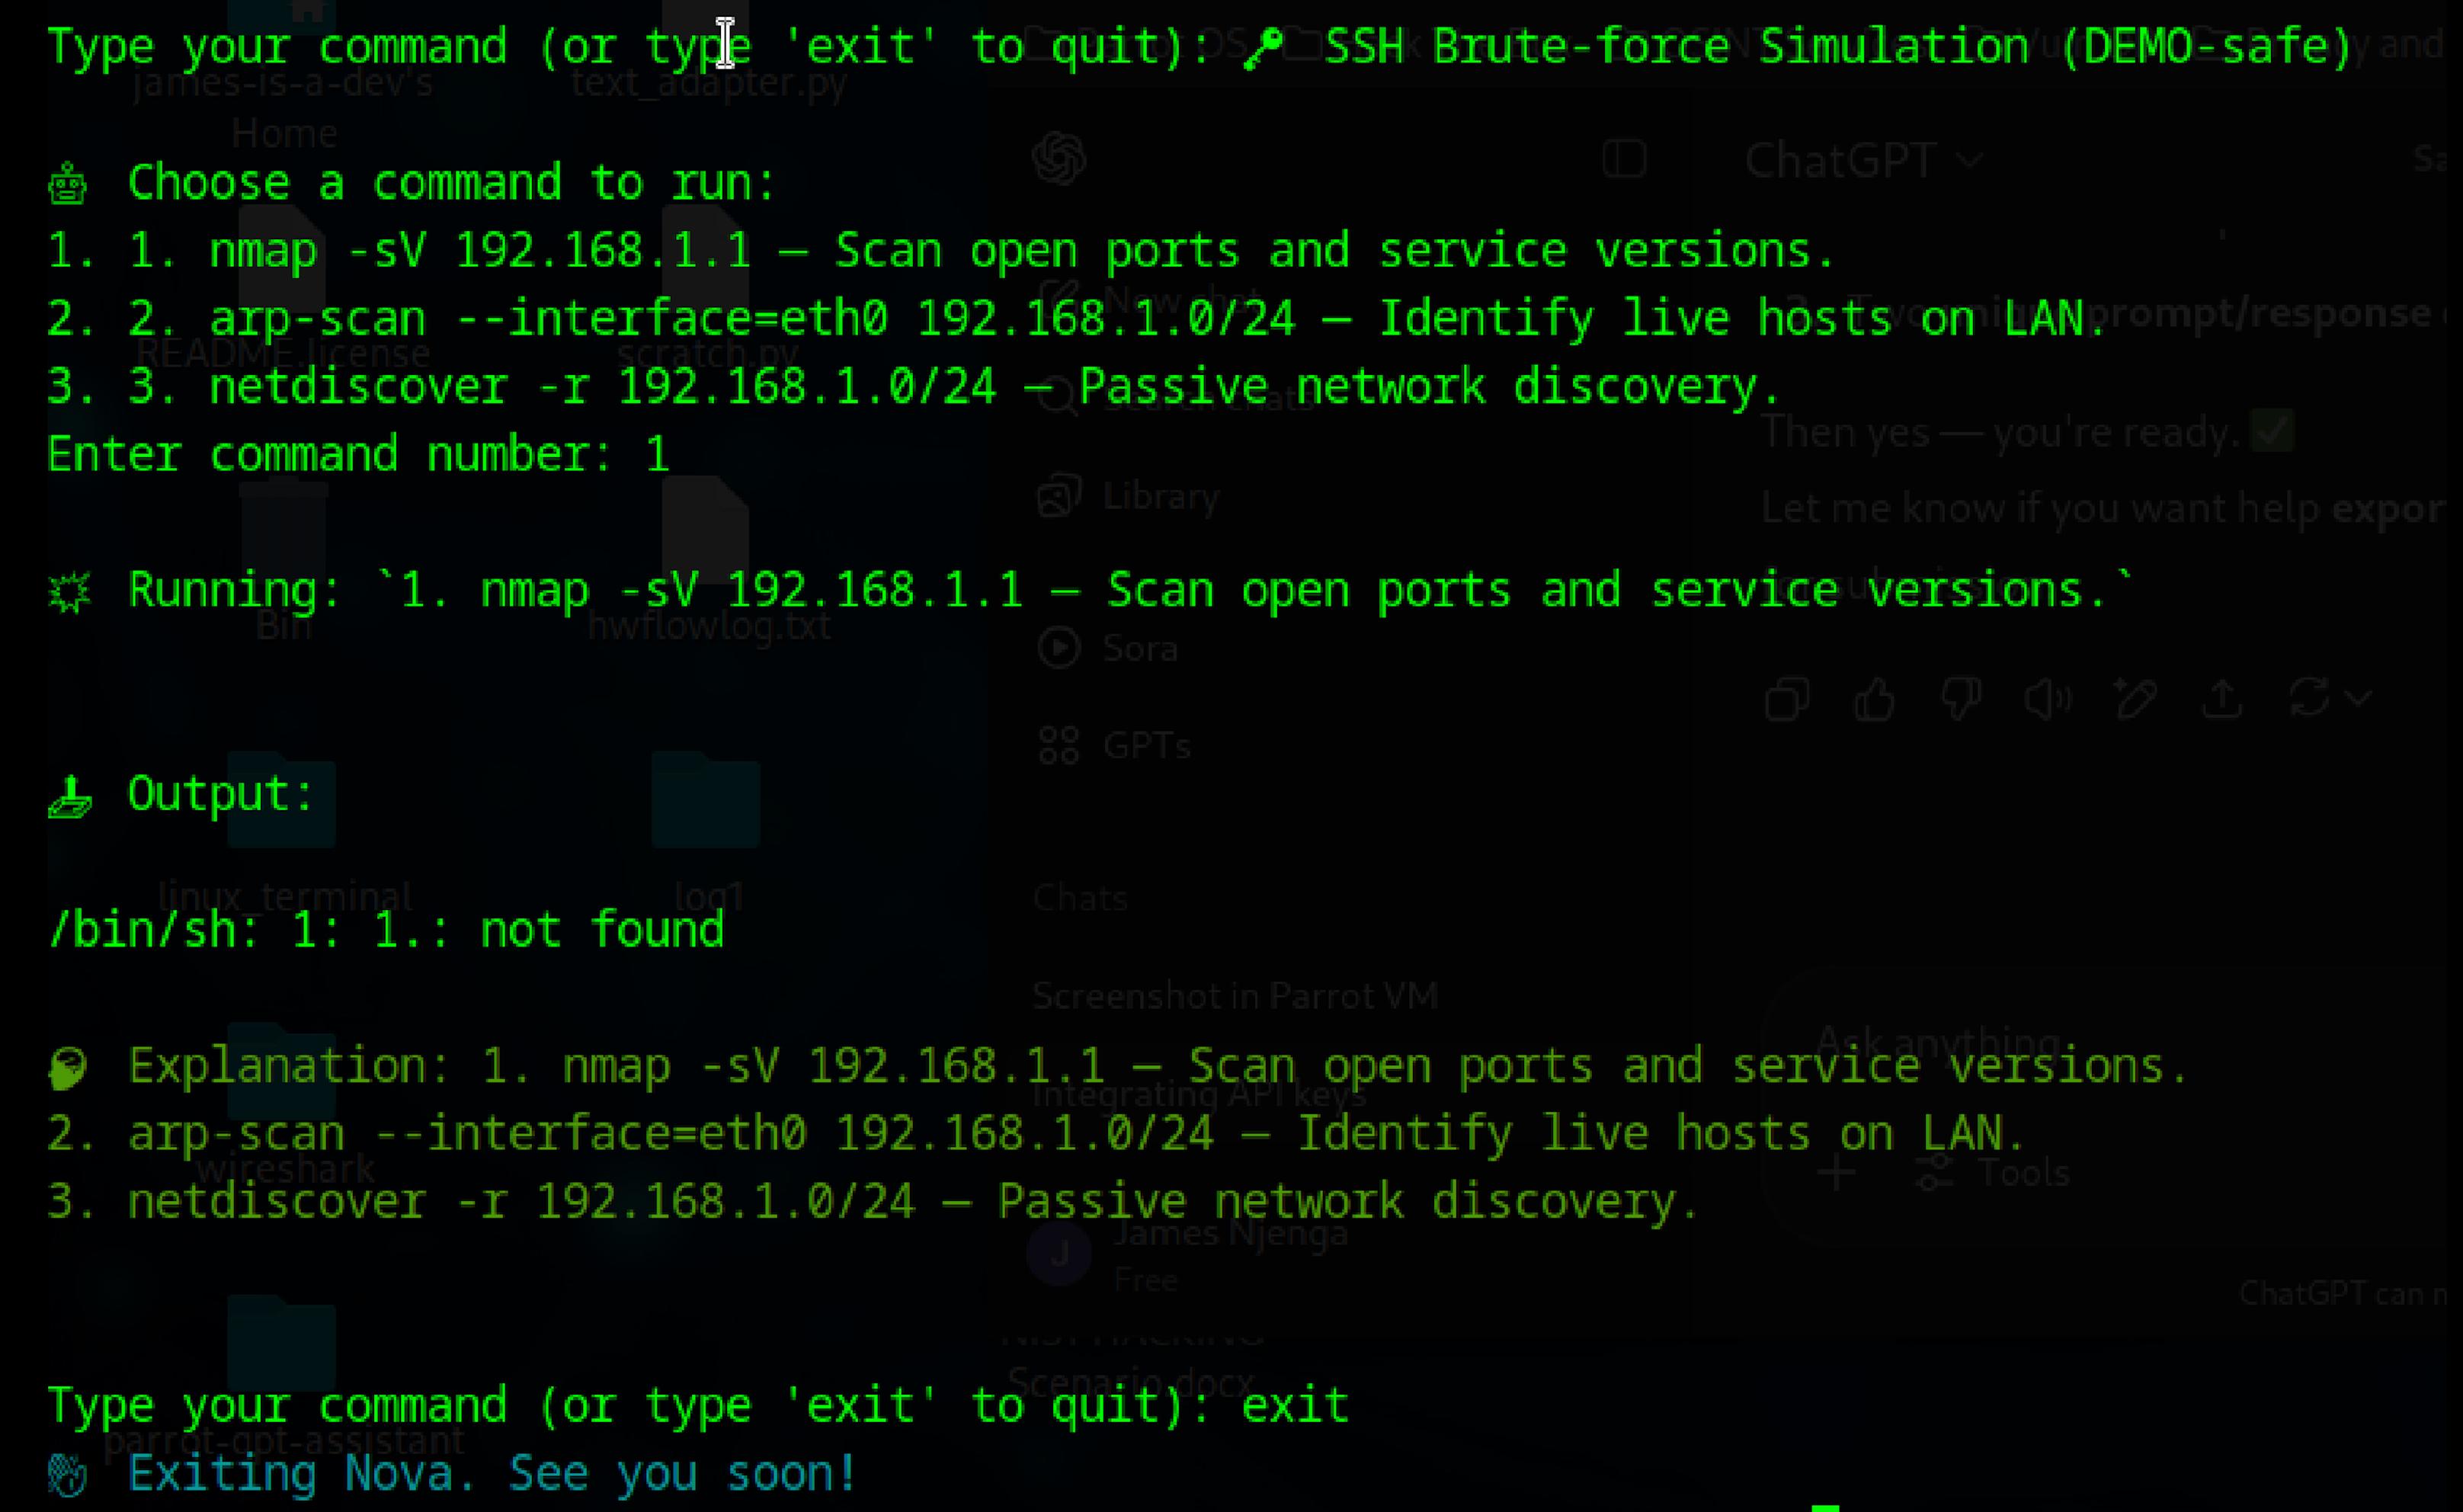 Type your command (or type 'exit' to quit): 🔑 SSH Brute-force Simulation (DEMO-safe)
james-is-a-dev's
Home
text_adapter.py
ChatGPT
🤖 Choose a command to run:
1. 1. nmap -sV 192.168.1.1 — Scan open ports and service versions.
2. 2. arp-scan --interface=eth0 192.168.1.0/24 — Identify live hosts on LAN.
3. 3. netdiscover -r 192.168.1.0/24 — Passive network discovery.
Enter command number: 1
New chat
prompt/response
README.license
scratch.py
Search chats
Then yes — you're ready. ✅
Library
Let me know if you want help expor
💥 Running: `1. nmap -sV 192.168.1.1 — Scan open ports and service versions.`
Bin
hwflowlog.txt
Sora
GPTs
📥 Output:
linux_terminal
log1
Chats
/bin/sh: 1: 1.: not found
Screenshot in Parrot VM
Ask anything
🧠 Explanation: 1. nmap -sV 192.168.1.1 — Scan open ports and service versions.
Integrating API keys
2. arp-scan --interface=eth0 192.168.1.0/24 — Identify live hosts on LAN.
wireshark
Tools
3. netdiscover -r 192.168.1.0/24 — Passive network discovery.
James Njenga
Free
ChatGPT can
Scenario.docx
Type your command (or type 'exit' to quit): exit
parrot-gpt-assistant
👋 Exiting Nova. See you soon!